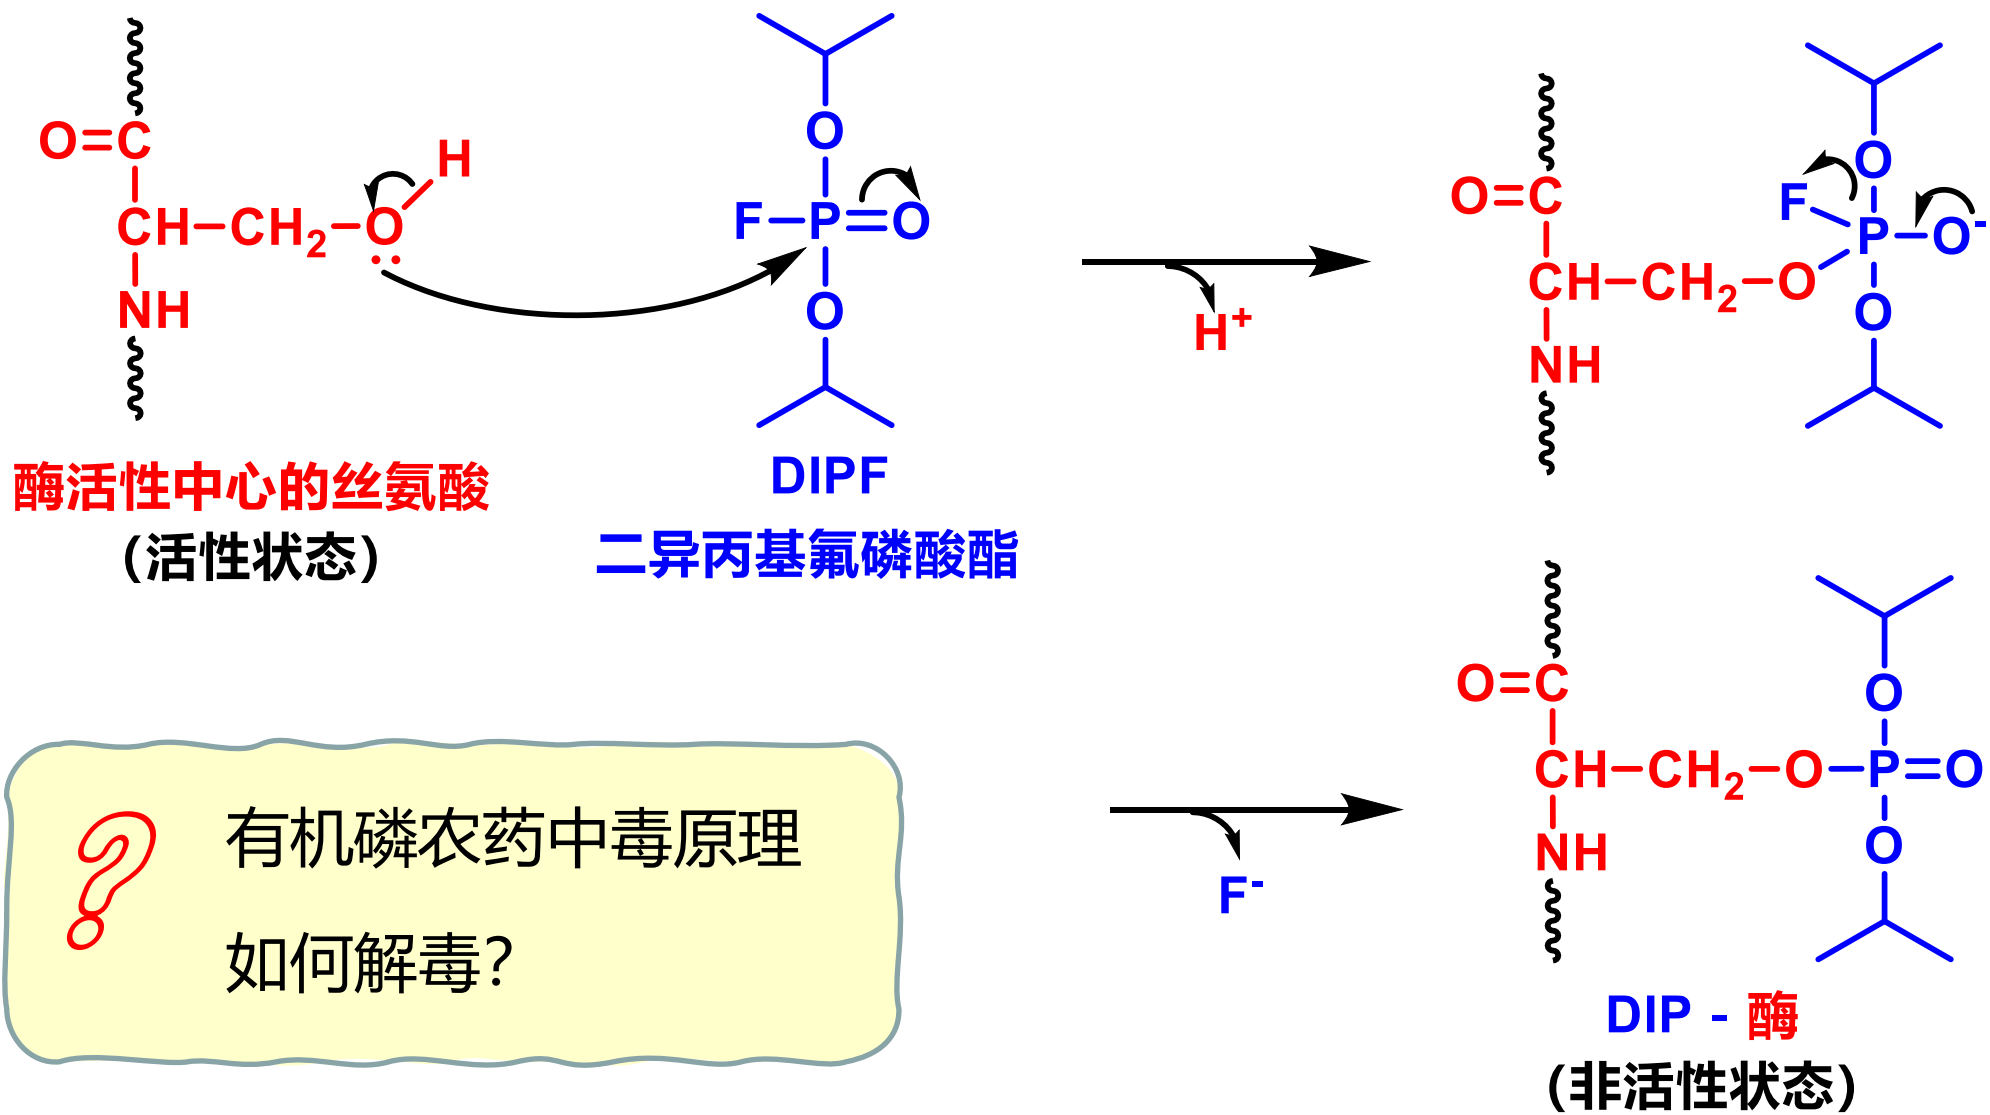 O=C
CH-CH₂-O
H
NH
O
F-P=O
O
H⁺
O=C
CH-CH₂-O
NH
O
F
P-O⁻
O
酶活性中心的丝氨酸
(活性状态)
DIPF
二异丙基氟磷酸酯
O=C
CH-CH₂-O-P=O
NH
O
O
F⁻
DIP - 酶
(非活性状态)
?
有机磷农药中毒原理
如何解毒？